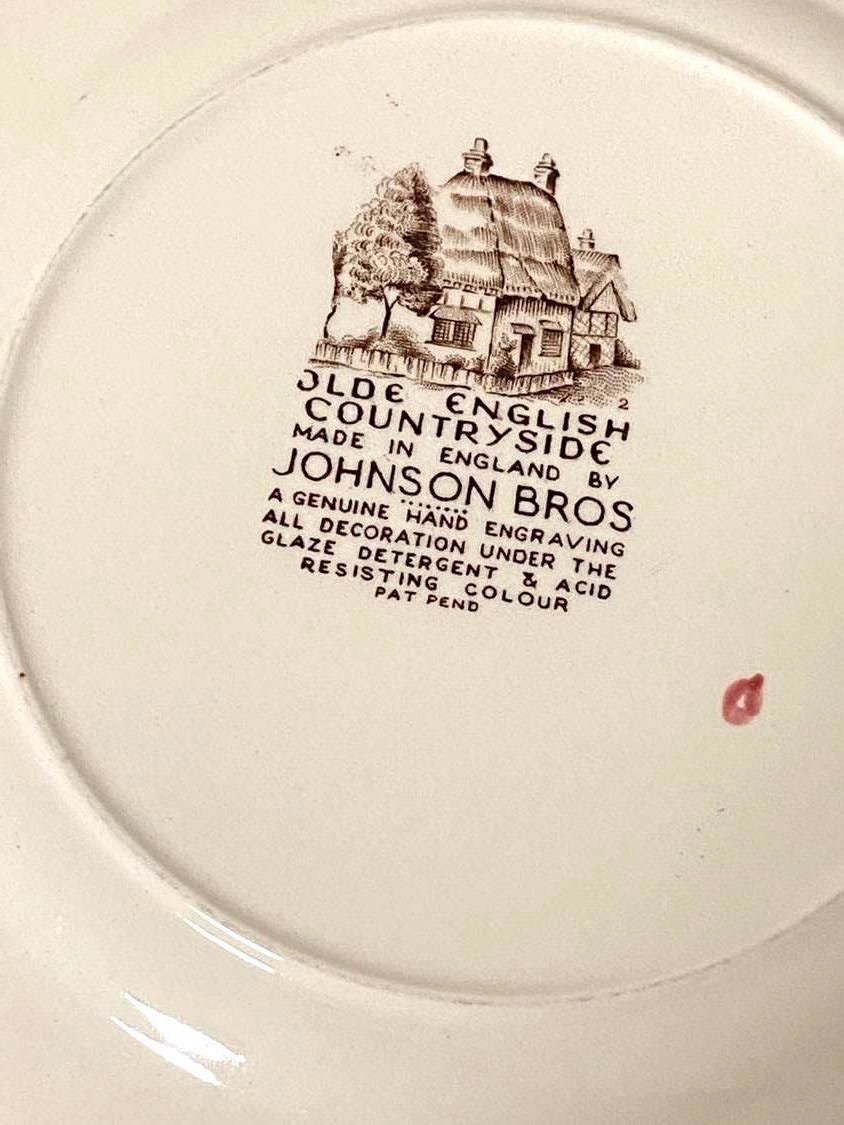 2
OLDE ENGLISH
COUNTRYSIDE
MADE IN ENGLAND BY
JOHNSON BROS
A GENUINE HAND ENGRAVING
ALL DECORATION UNDER THE
GLAZE DETERGENT & ACID
RESISTING COLOUR
PAT PEND